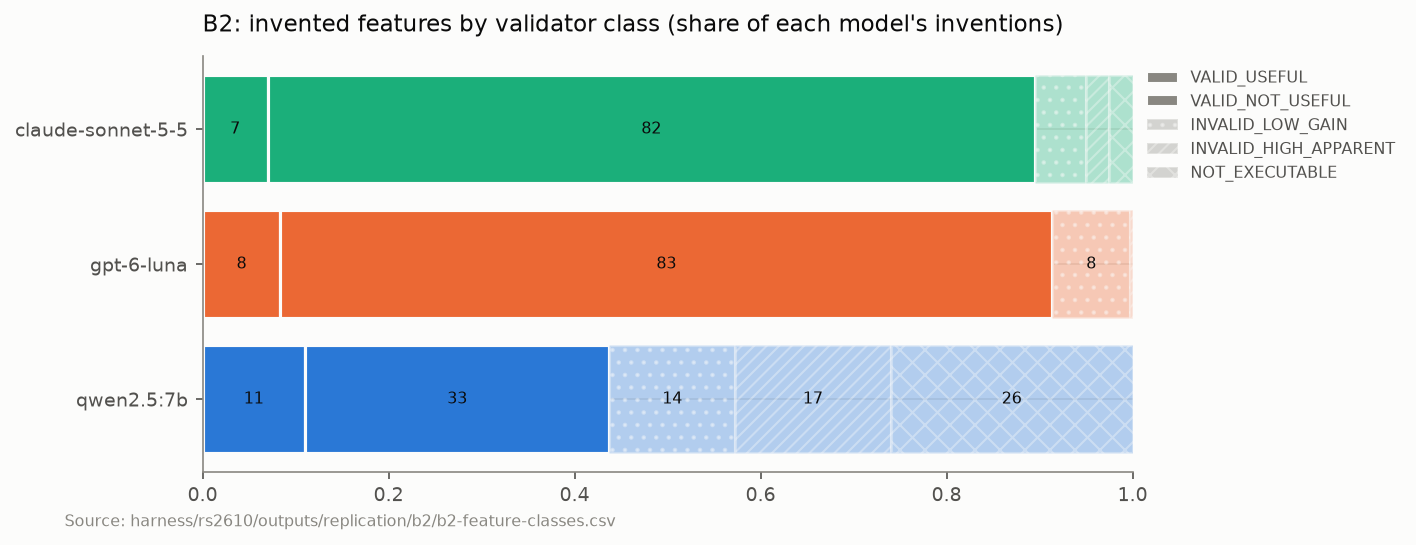 B2: invented features by validator class (share of each model's inventions)
claude-sonnet-5-5
7
82
gpt-6-luna
8
83
8
qwen2.5:7b
11
33
14
17
26
VALID_USEFUL
VALID_NOT_USEFUL
INVALID_LOW_GAIN
INVALID_HIGH_APPARENT
NOT_EXECUTABLE
0.0
0.2
0.4
0.6
0.8
1.0
Source: harness/rs2610/outputs/replication/b2/b2-feature-classes.csv